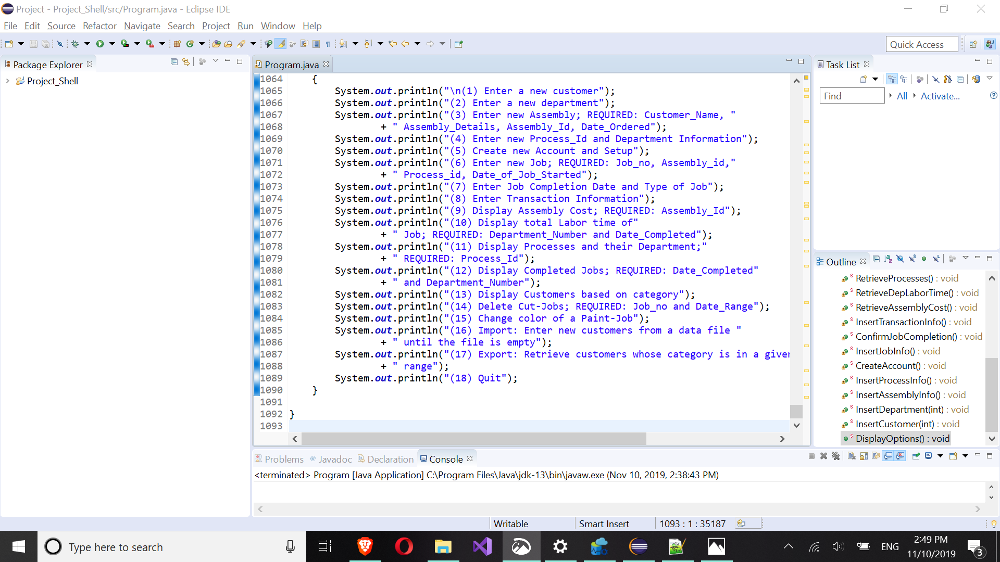 Project - Project_Shell/src/Program.java - Eclipse IDE
File Edit Source Refactor Navigate Search Project Run Window Help
Quick Access
Package Explorer
Project_Shell
Program.java
1064 {
1065 System.out.println("\n(1) Enter a new customer");
1066 System.out.println("(2) Enter a new department");
1067 System.out.println("(3) Enter new Assembly; REQUIRED: Customer_Name, "
1068 + " Assembly_Details, Assembly_Id, Date_Ordered");
1069 System.out.println("(4) Enter new Process_Id and Department Information");
1070 System.out.println("(5) Create new Account and Setup");
1071 System.out.println("(6) Enter new Job; REQUIRED: Job_no, Assembly_id,"
1072 + " Process_id, Date_of_Job_Started");
1073 System.out.println("(7) Enter Job Completion Date and Type of Job");
1074 System.out.println("(8) Enter Transaction Information");
1075 System.out.println("(9) Display Assembly Cost; REQUIRED: Assembly_Id");
1076 System.out.println("(10) Display total Labor time of"
1077 + " Job; REQUIRED: Department_Number and Date_Completed");
1078 System.out.println("(11) Display Processes and their Department;"
1079 + " REQUIRED: Process_Id");
1080 System.out.println("(12) Display Completed Jobs; REQUIRED: Date_Completed"
1081 + " and Department_Number");
1082 System.out.println("(13) Display Customers based on category");
1083 System.out.println("(14) Delete Cut-Jobs; REQUIRED: Job_no and Date_Range");
1084 System.out.println("(15) Change color of a Paint-Job");
1085 System.out.println("(16) Import: Enter new customers from a data file "
1086 + " until the file is empty");
1087 System.out.println("(17) Export: Retrieve customers whose category is in a given
1088 + " range");
1089 System.out.println("(18) Quit");
1090 }
1091
1092 }
1093
Task List
Find All Activate...
Outline
RetrieveProcesses() : void
RetrieveDepLaborTime() : void
RetrieveAssemblyCost() : void
InsertTransactionInfo() : void
ConfirmJobCompletion() : void
InsertJobInfo() : void
CreateAccount() : void
InsertProcessInfo() : void
InsertAssemblyInfo() : void
InsertDepartment(int) : void
InsertCustomer(int) : void
DisplayOptions() : void
Problems @ Javadoc Declaration Console
<terminated> Program [Java Application] C:\Program Files\Java\jdk-13\bin\javaw.exe (Nov 10, 2019, 2:38:43 PM)
Writable Smart Insert 1093 : 1 : 35187
Type here to search
ENG
2:49 PM
11/10/2019
3